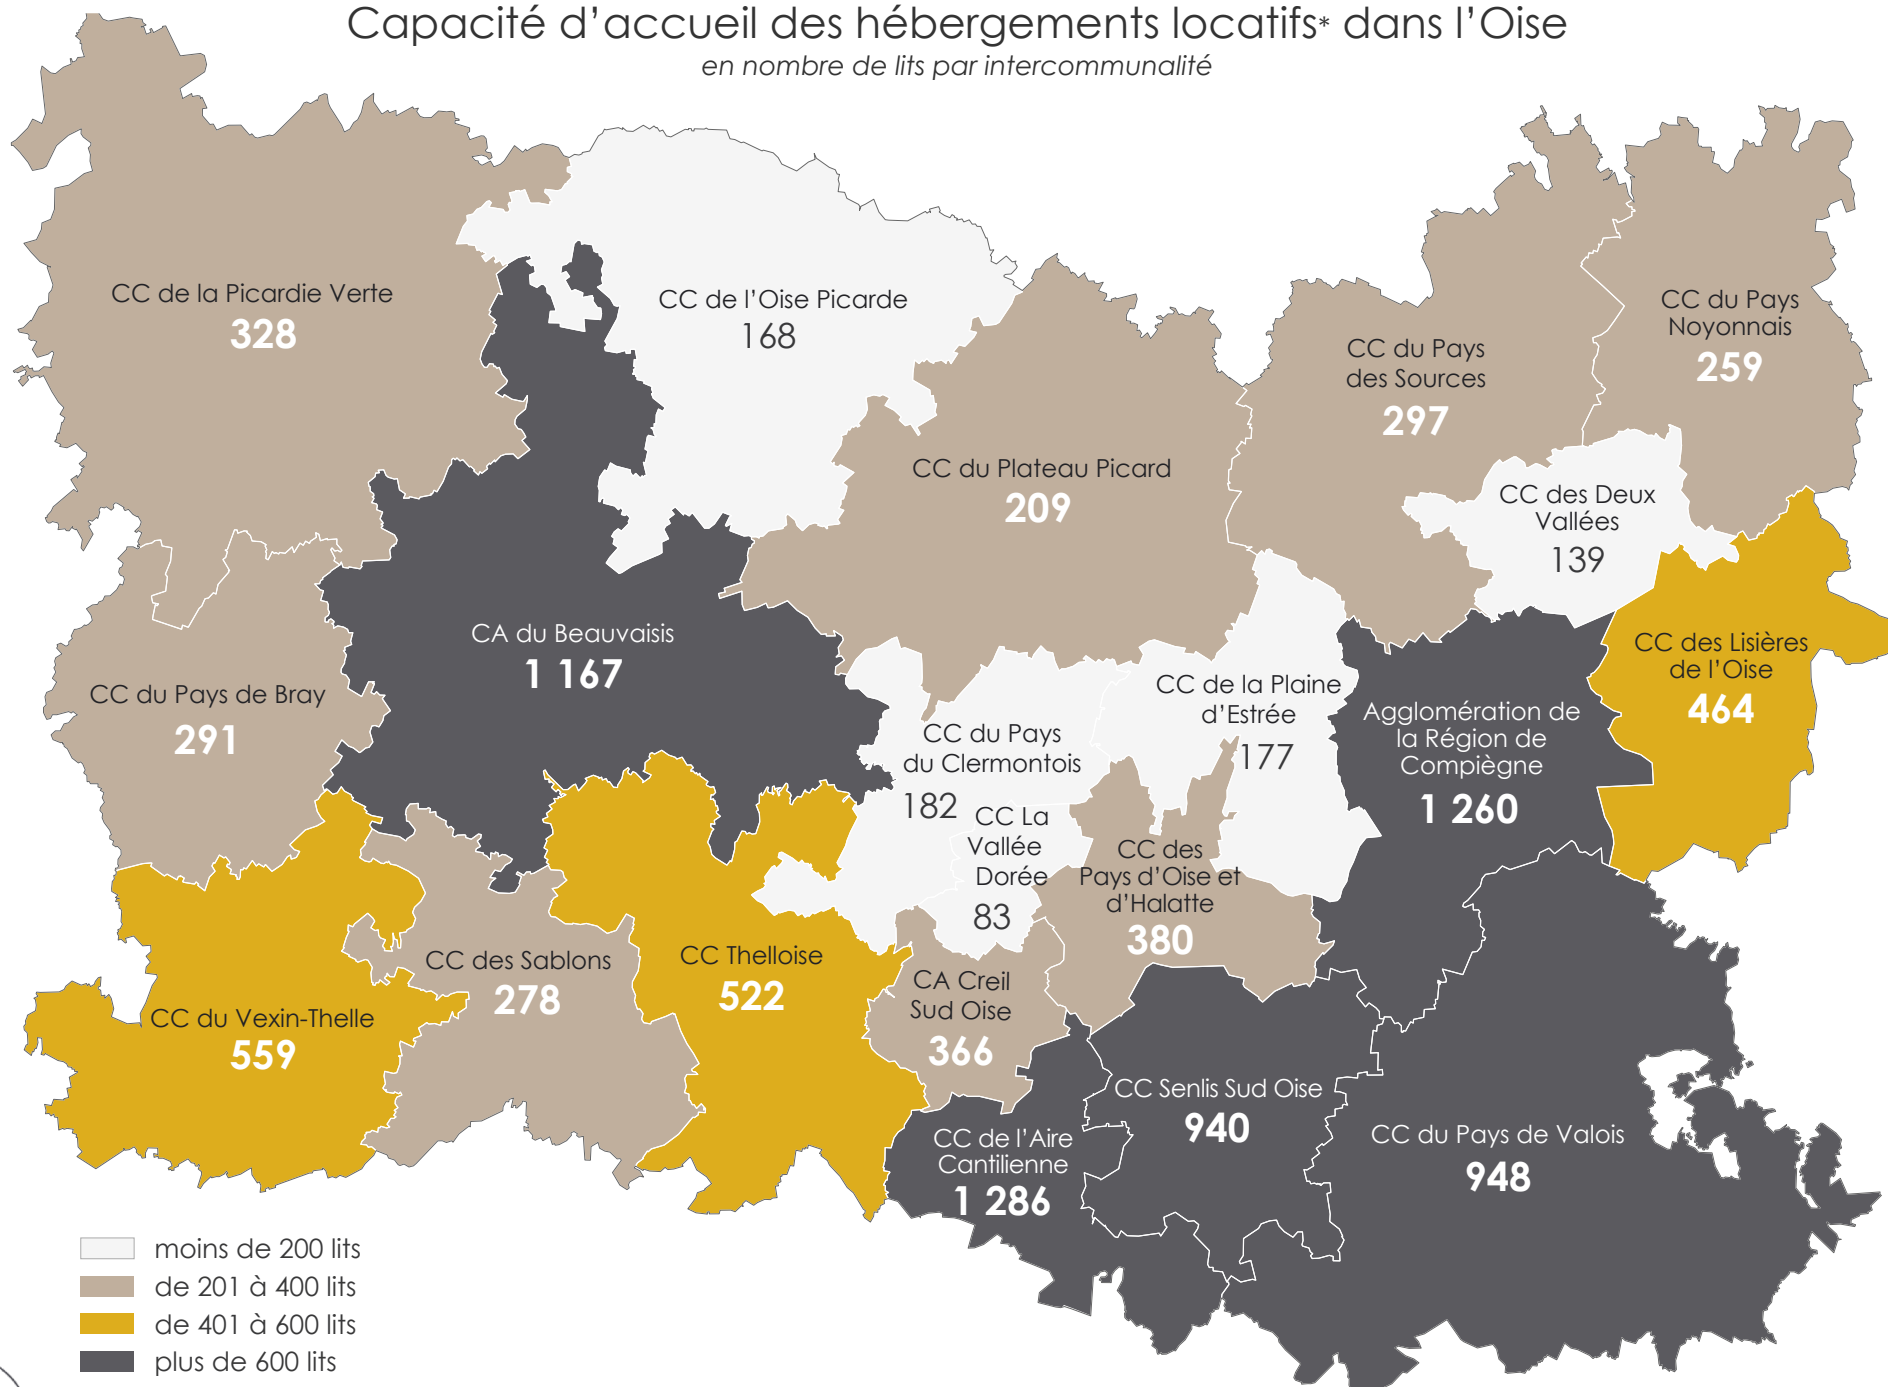 Capacité d’accueil des hébergements locatifs* dans l’Oise
en nombre de lits par intercommunalité
CC de la Picardie Verte
328
CC de l’Oise Picarde
168
CC du Pays
Noyonnais
259
CC du Pays
des Sources
297
CC du Plateau Picard
209
CC des Deux
Vallées
139
CA du Beauvaisis
1 167
CC des Lisières
de l’Oise
464
CC du Pays de Bray
291
CC de la Plaine
d’Estrée
177
Agglomération de
la Région de
Compiègne
1 260
CC du Pays
du Clermontois
182
CC La
Vallée
Dorée
83
CC des
Pays d’Oise et
d’Halatte
380
CC des Sablons
278
CC Thelloise
522
CA Creil
Sud Oise
366
CC du Vexin-Thelle
559
CC Senlis Sud Oise
940
CC de l’Aire
Cantilienne
1 286
CC du Pays de Valois
948
moins de 200 lits
de 201 à 400 lits
de 401 à 600 lits
plus de 600 lits